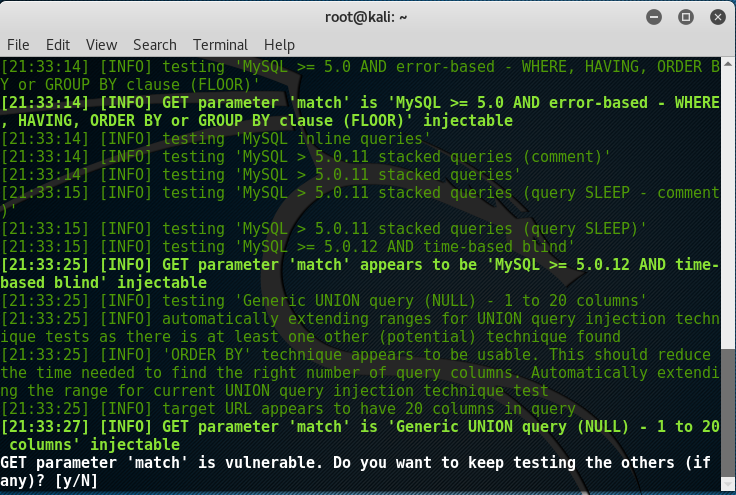 root@kali: ~
File Edit View Search Terminal Help
[21:33:14] [INFO] testing 'MySQL >= 5.0 AND error-based - WHERE, HAVING, ORDER B
Y or GROUP BY clause (FLOOR)'
[21:33:14] [INFO] GET parameter 'match' is 'MySQL >= 5.0 AND error-based - WHERE
, HAVING, ORDER BY or GROUP BY clause (FLOOR)' injectable
[21:33:14] [INFO] testing 'MySQL inline queries'
[21:33:14] [INFO] testing 'MySQL > 5.0.11 stacked queries (comment)'
[21:33:14] [INFO] testing 'MySQL > 5.0.11 stacked queries'
[21:33:15] [INFO] testing 'MySQL > 5.0.11 stacked queries (query SLEEP - comment
)'
[21:33:15] [INFO] testing 'MySQL > 5.0.11 stacked queries (query SLEEP)'
[21:33:15] [INFO] testing 'MySQL >= 5.0.12 AND time-based blind'
[21:33:25] [INFO] GET parameter 'match' appears to be 'MySQL >= 5.0.12 AND time-
based blind' injectable
[21:33:25] [INFO] testing 'Generic UNION query (NULL) - 1 to 20 columns'
[21:33:25] [INFO] automatically extending ranges for UNION query injection techn
ique tests as there is at least one other (potential) technique found
[21:33:25] [INFO] 'ORDER BY' technique appears to be usable. This should reduce
the time needed to find the right number of query columns. Automatically extendi
ng the range for current UNION query injection technique test
[21:33:25] [INFO] target URL appears to have 20 columns in query
[21:33:27] [INFO] GET parameter 'match' is 'Generic UNION query (NULL) - 1 to 20
columns' injectable
GET parameter 'match' is vulnerable. Do you want to keep testing the others (if
any)? [y/N]